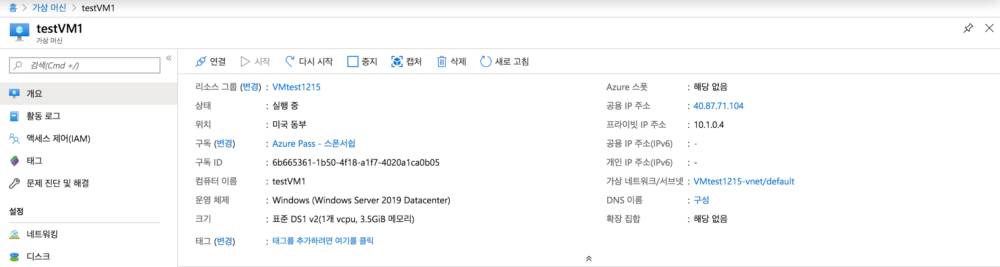 홈 > 가상 머신 > testVM1
testVM1
가상 머신
검색(Cmd +/)
«
개요
활동 로그
액세스 제어(IAM)
태그
문제 진단 및 해결
설정
네트워킹
디스크
연결 시작 다시 시작 중지 캡처 삭제 새로 고침
리소스 그룹 (변경) : VMtest1215
상태 : 실행 중
위치 : 미국 동부
구독 (변경) : Azure Pass - 스폰서쉽
구독 ID : 6b665361-1b50-4f18-a1f7-4020a1ca0b05
컴퓨터 이름 : testVM1
운영 체제 : Windows (Windows Server 2019 Datacenter)
크기 : 표준 DS1 v2(1개 vcpu, 3.5GiB 메모리)
태그 (변경) : 태그를 추가하려면 여기를 클릭
Azure 스폿 : 해당 없음
공용 IP 주소 : 40.87.71.104
프라이빗 IP 주소 : 10.1.0.4
공용 IP 주소(IPv6) : -
개인 IP 주소(IPv6) : -
가상 네트워크/서브넷 : VMtest1215-vnet/default
DNS 이름 : 구성
확장 집합 : 해당 없음